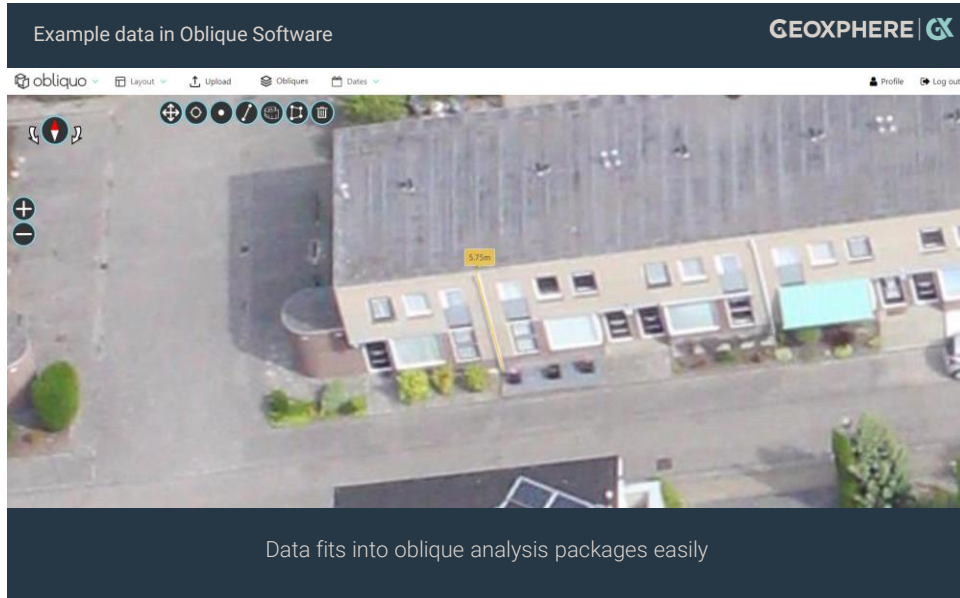 Example data in Oblique Software
GEOXPHERE GX
obliquo Layout Upload Obliques Dates Profile Log out
5.75m
Data fits into oblique analysis packages easily